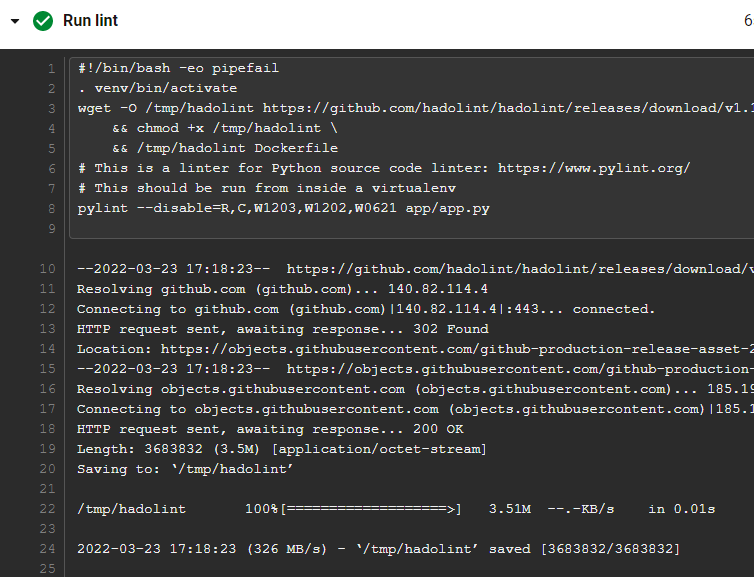 Run lint 6
1 #!/bin/bash -eo pipefail
2 . venv/bin/activate
3 wget -O /tmp/hadolint https://github.com/hadolint/hadolint/releases/download/v1.1
4 && chmod +x /tmp/hadolint \
5 && /tmp/hadolint Dockerfile
6 # This is a linter for Python source code linter: https://www.pylint.org/
7 # This should be run from inside a virtualenv
8 pylint --disable=R,C,W1203,W1202,W0621 app/app.py
9
10 --2022-03-23 17:18:23--  https://github.com/hadolint/hadolint/releases/download/v
11 Resolving github.com (github.com)... 140.82.114.4
12 Connecting to github.com (github.com)|140.82.114.4|:443... connected.
13 HTTP request sent, awaiting response... 302 Found
14 Location: https://objects.githubusercontent.com/github-production-release-asset-2
15 --2022-03-23 17:18:23--  https://objects.githubusercontent.com/github-production-
16 Resolving objects.githubusercontent.com (objects.githubusercontent.com)... 185.19
17 Connecting to objects.githubusercontent.com (objects.githubusercontent.com)|185.1
18 HTTP request sent, awaiting response... 200 OK
19 Length: 3683832 (3.5M) [application/octet-stream]
20 Saving to: ‘/tmp/hadolint’
21
22 /tmp/hadolint       100%[===================>]   3.51M  --.-KB/s    in 0.01s
23
24 2022-03-23 17:18:23 (326 MB/s) - ‘/tmp/hadolint’ saved [3683832/3683832]
25